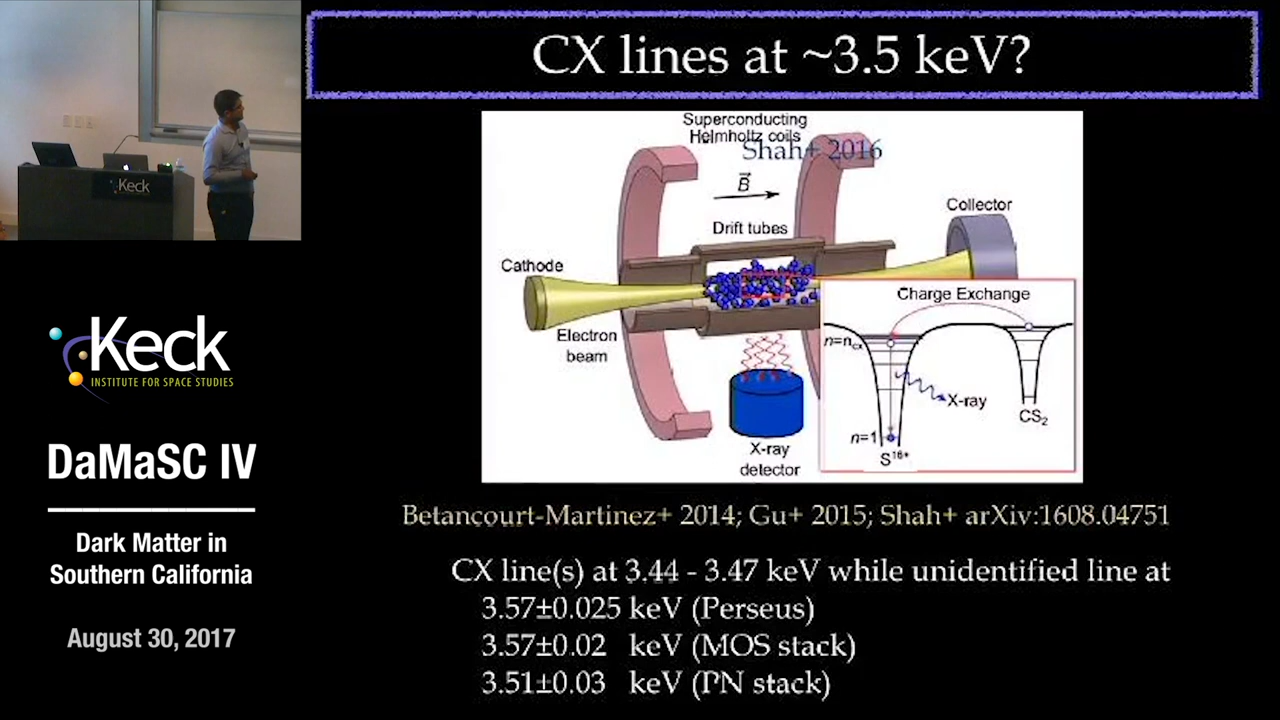 CX lines at ~3.5 keV?
Keck
Superconducting
Helmholtz coils
Shah+ 2016
B
Drift tubes
Collector
Cathode
Electron
beam
Charge Exchange
n=ncx
X-ray
CS2
n=1
S16+
X-ray
detector
Keck
INSTITUTE FOR SPACE STUDIES
DaMaSC IV
Dark Matter in
Southern California
August 30, 2017
Betancourt-Martinez+ 2014; Gu+ 2015; Shah+ arXiv:1608.04751
CX line(s) at 3.44 - 3.47 keV while unidentified line at
3.57±0.025 keV (Perseus)
3.57±0.02 keV (MOS stack)
3.51±0.03 keV (PN stack)